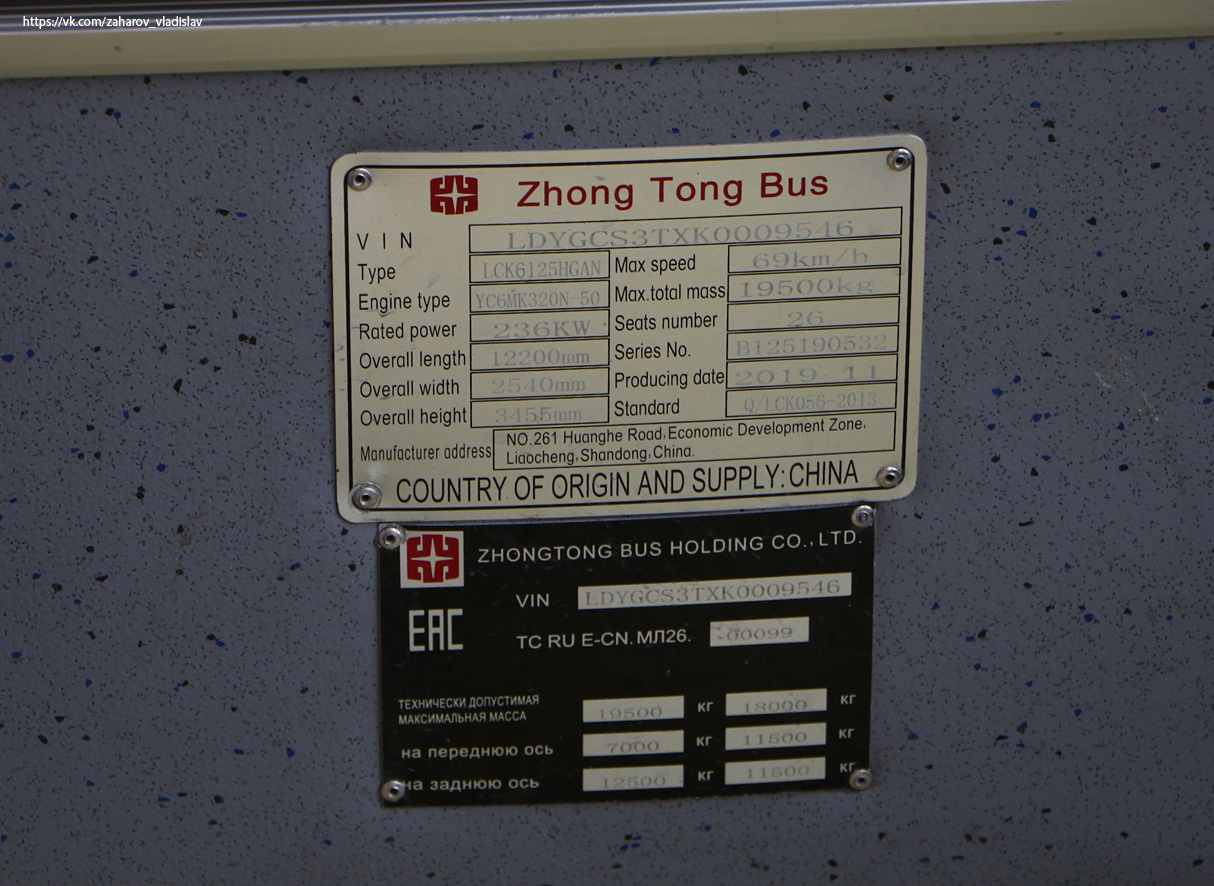 https://vk.com/zaharov_vladislav
Zhong Tong Bus
VIN LDYGCS3TXK0009546
Type LCK6125HGAN Max speed 69km/h
Engine type YC6MK320N-50 Max.total mass 19500kg
Rated power 236KW Seats number 26
Overall length 12200mm Series No. B125190532
Overall width 2540mm Producing date 2019 11
Overall height 3455mm Standard Q/LCK056-2013
Manufacturer address NO.261 Huanghe Road, Economic Development Zone,
Liaocheng, Shandong, China.
COUNTRY OF ORIGIN AND SUPPLY: CHINA
ZHONGTONG BUS HOLDING CO., LTD.
VIN LDYGCS3TXK0009546
EAC
TC RU E-CN. МЛ26. 00099
ТЕХНИЧЕСКИ ДОПУСТИМАЯ
МАКСИМАЛЬНАЯ МАССА 19500 кг 18000 кг
на переднюю ось 7000 кг 11500 кг
на заднюю ось 12500 кг 11500 кг